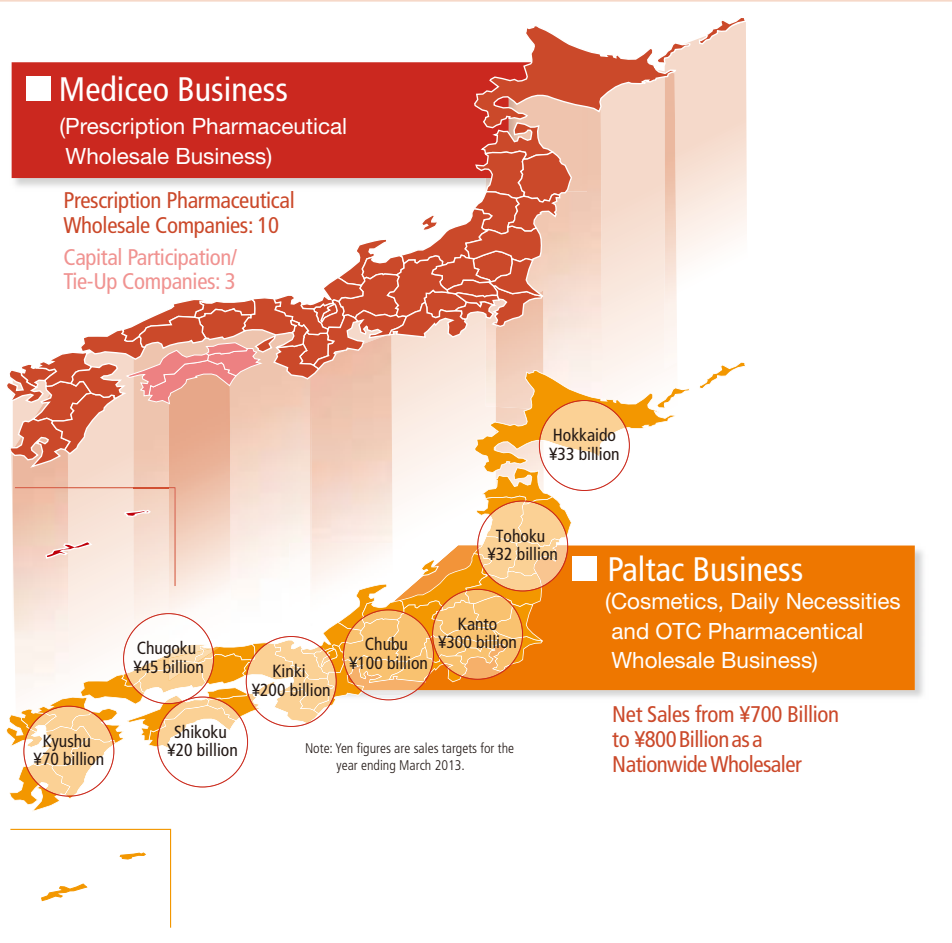 Mediceo Business
(Prescription Pharmaceutical
Wholesale Business)
Prescription Pharmaceutical
Wholesale Companies: 10
Capital Participation/
Tie-Up Companies: 3
Hokkaido
¥33 billion
Tohoku
¥32 billion
Kanto
¥300 billion
Chubu
¥100 billion
Kinki
¥200 billion
Chugoku
¥45 billion
Shikoku
¥20 billion
Kyushu
¥70 billion
Note: Yen figures are sales targets for the
year ending March 2013.
Paltac Business
(Cosmetics, Daily Necessities
and OTC Pharmacentical
Wholesale Business)
Net Sales from ¥700 Billion
to ¥800 Billion as a
Nationwide Wholesaler